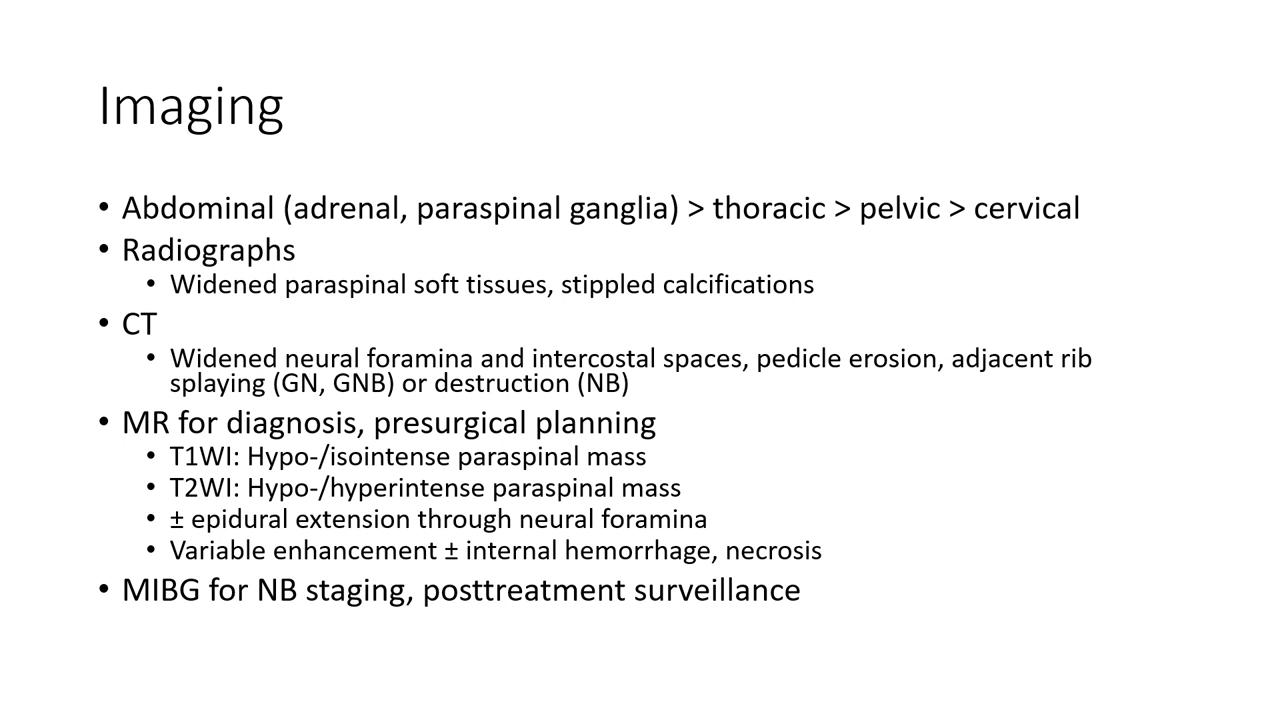 Imaging
• Abdominal (adrenal, paraspinal ganglia) > thoracic > pelvic > cervical
• Radiographs
• Widened paraspinal soft tissues, stippled calcifications
• CT
• Widened neural foramina and intercostal spaces, pedicle erosion, adjacent rib
splaying (GN, GNB) or destruction (NB)
• MR for diagnosis, presurgical planning
• T1WI: Hypo-/isointense paraspinal mass
• T2WI: Hypo-/hyperintense paraspinal mass
• ± epidural extension through neural foramina
• Variable enhancement ± internal hemorrhage, necrosis
• MIBG for NB staging, posttreatment surveillance